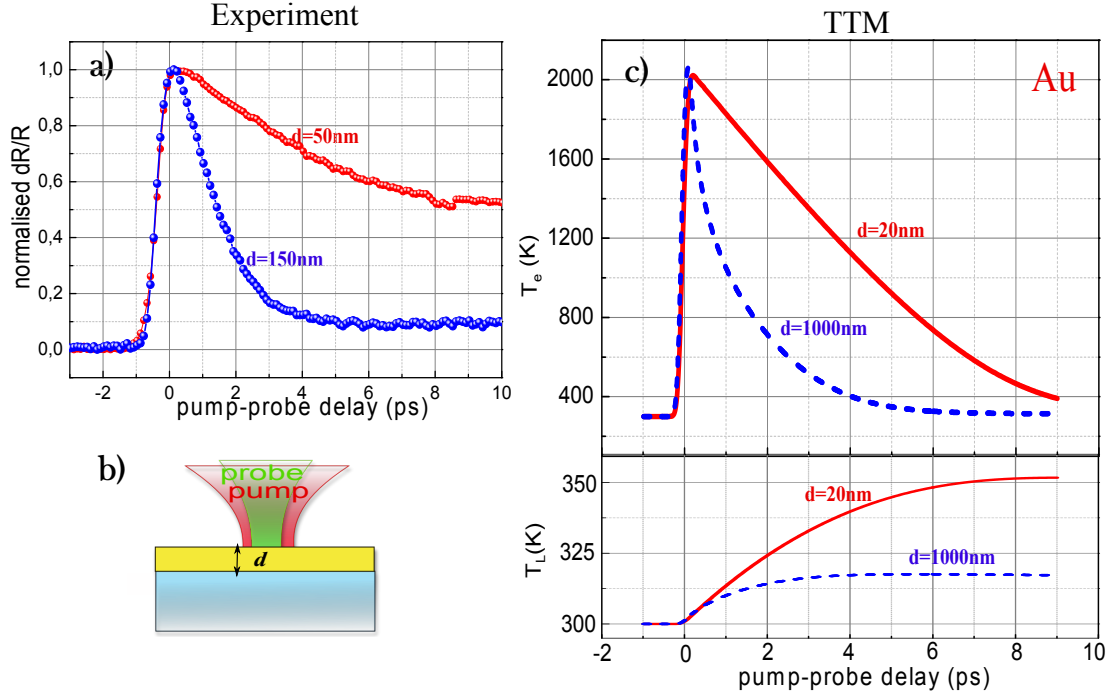 Experiment
a)
normalised dR/R
1,0
0,8
0,6
0,4
0,2
0,0
d=50nm
d=150nm
-2 0 2 4 6 8 10
pump-probe delay (ps)
b)
probe
pump
d
TTM
c)
Au
T_e (K)
2000
1600
1200
800
400
d=20nm
d=1000nm
T_L(K)
350
325
300
d=20nm
d=1000nm
-2 0 2 4 6 8 10
pump-probe delay (ps)